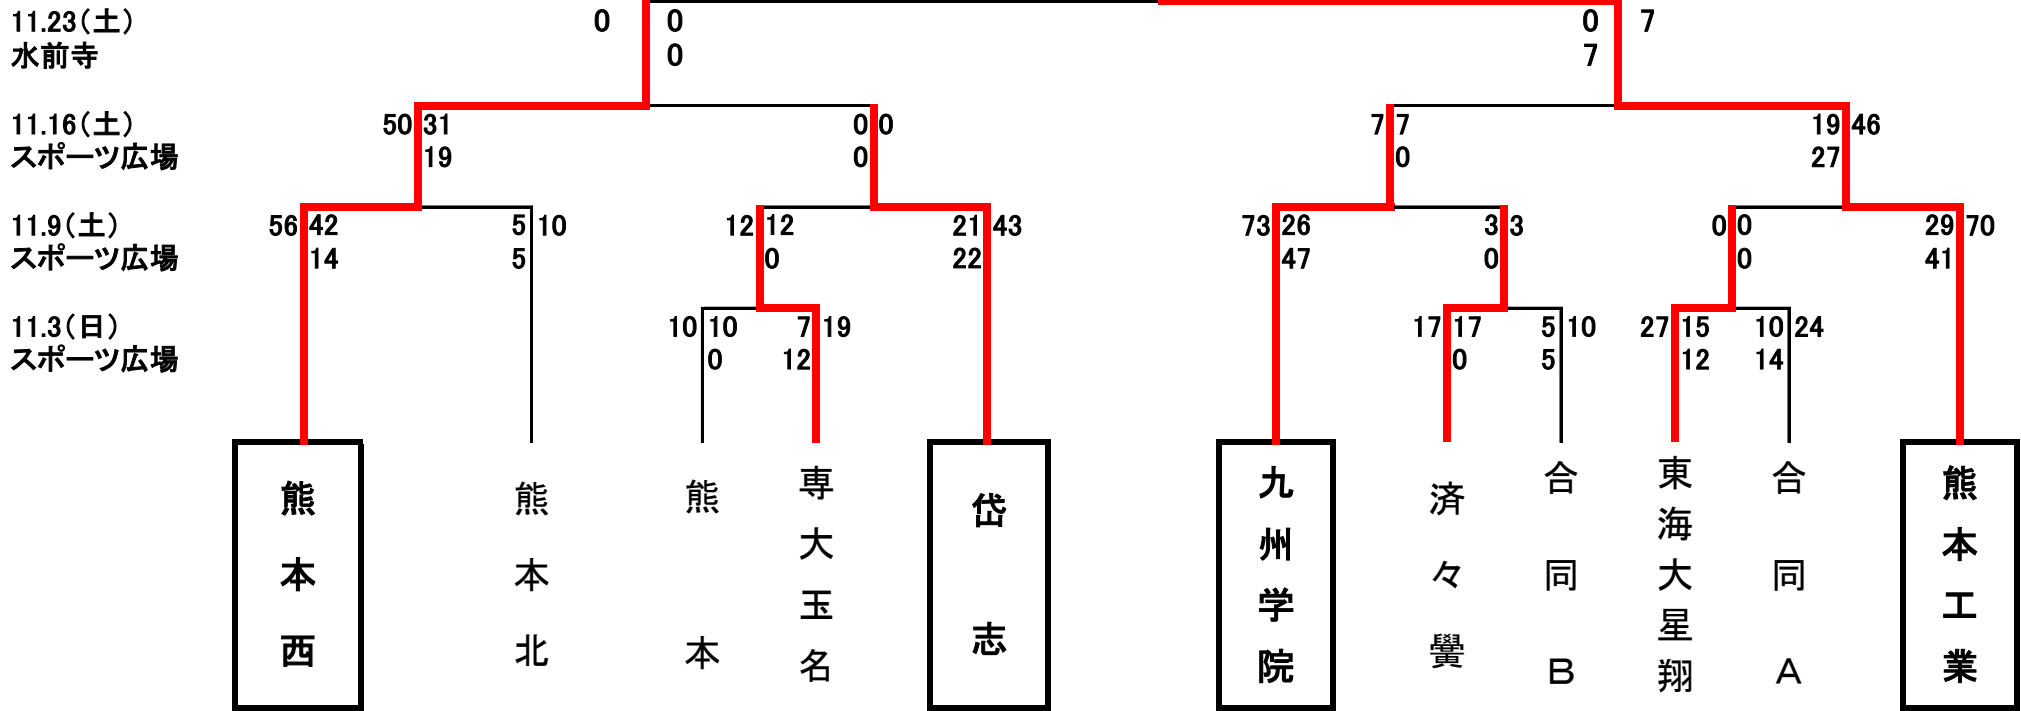 11.23(土)
0 0 0 7
水前寺
0 7
11.16(土)
50 31 0 0 7 7 19 46
スポーツ広場
19 0 0 27
11.9(土)
56 42 5 10 12 12 21 43 73 26 3 3 0 0 29 70
スポーツ広場
14 5 0 22 47 0 0 41
11.3(日)
10 10 7 19 17 17 5 10 27 15 10 24
スポーツ広場
0 12 0 5 12 14
熊本西
熊本北
熊本
専大玉名
岱志
九州学院
済々黌
合同B
東海大星翔
合同A
熊本工業